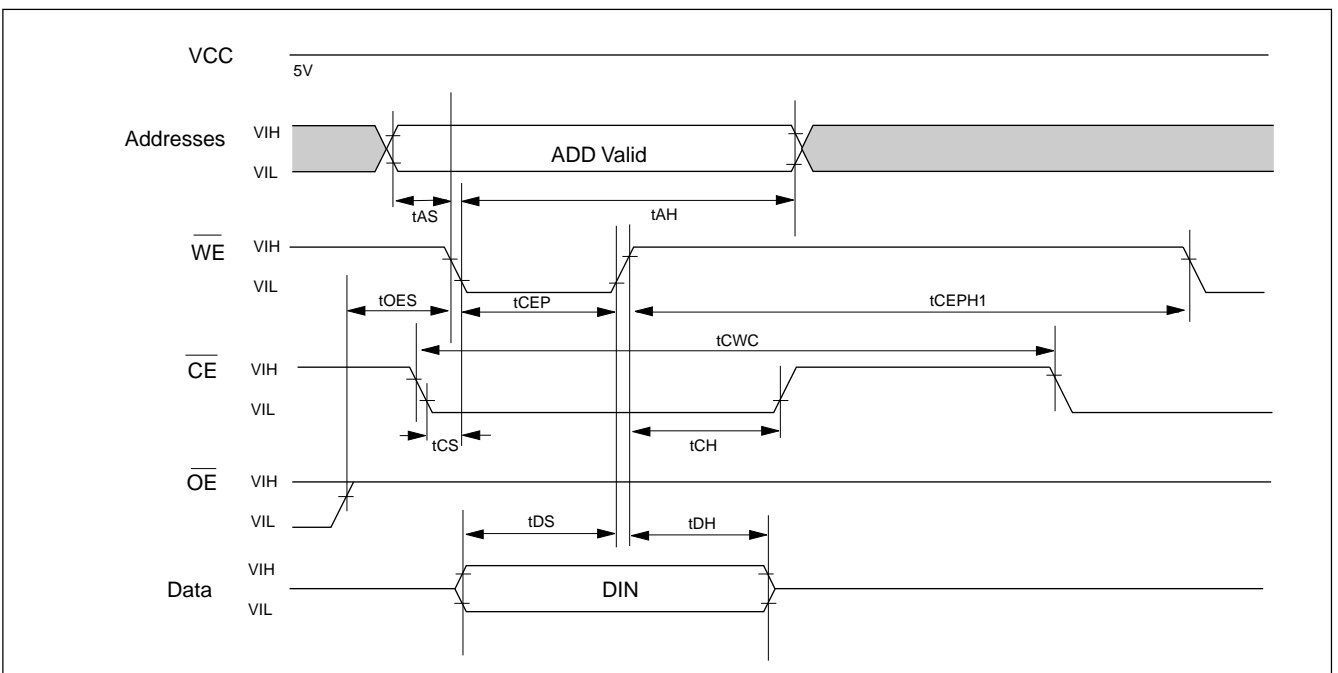 VCC
5V
Addresses
VIH
ADD Valid
VIL
tAS
tAH
WE
VIH
VIL
tOES
tCEP
tCEPH1
tCWC
CE
VIH
VIL
tCS
tCH
OE
VIH
VIL
tDS
tDH
VIH
Data
DIN
VIL